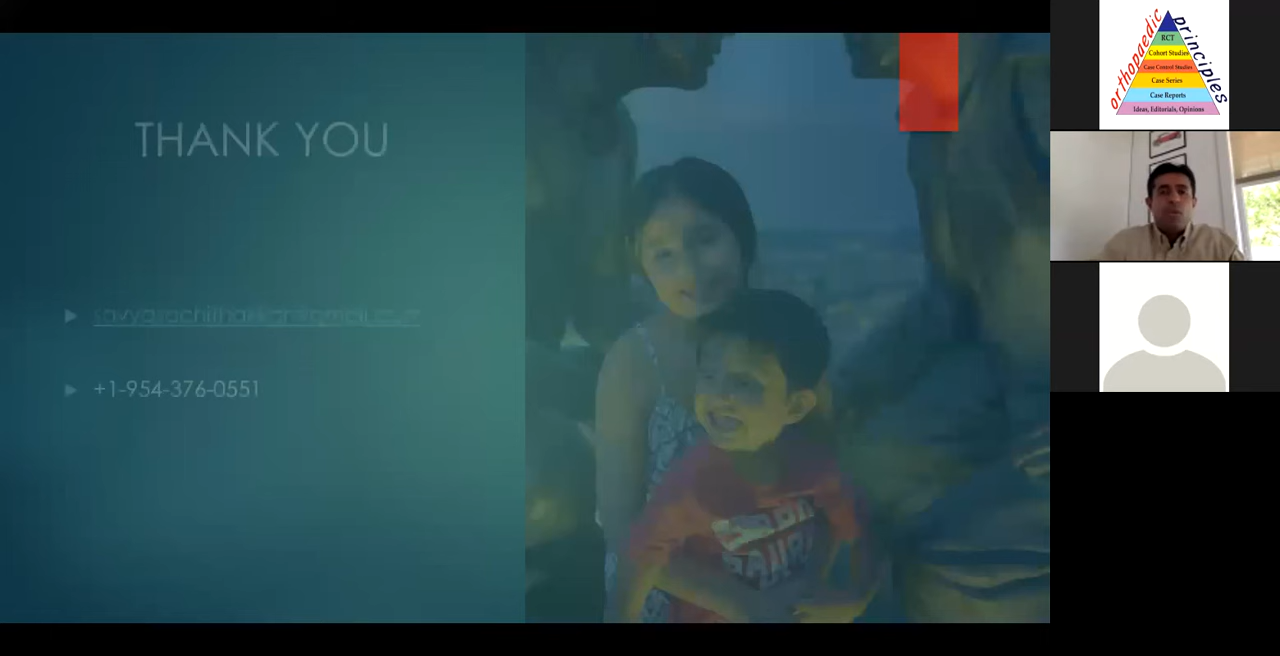 THANK YOU
+1-954-376-0551
orthopaedic
principles
RCT
Cohort Studies
Case Control Studies
Case Series
Case Reports
Ideas, Editorials, Opinions